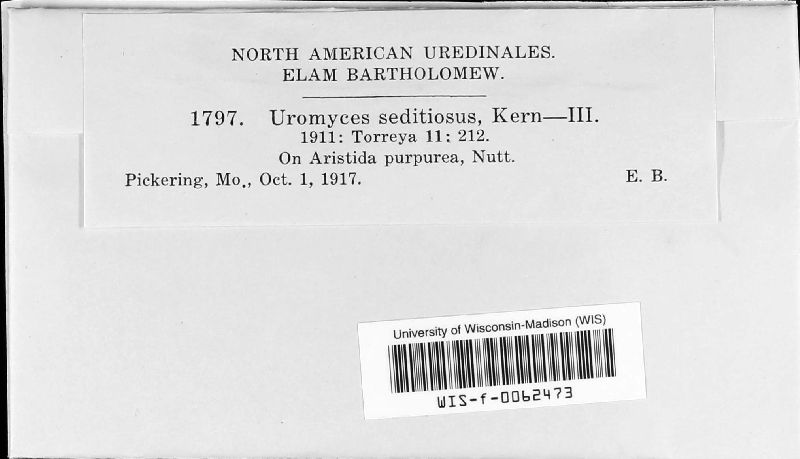 NORTH AMERICAN UREDINALES.
ELAM BARTHOLOMEW.
1797. Uromyces seditiosus, Kern—III.
1911: Torreya 11: 212.
On Aristida purpurea, Nutt.
Pickering, Mo., Oct. 1, 1917. E. B.
University of Wisconsin-Madison (WIS)
WIS-f-0062473